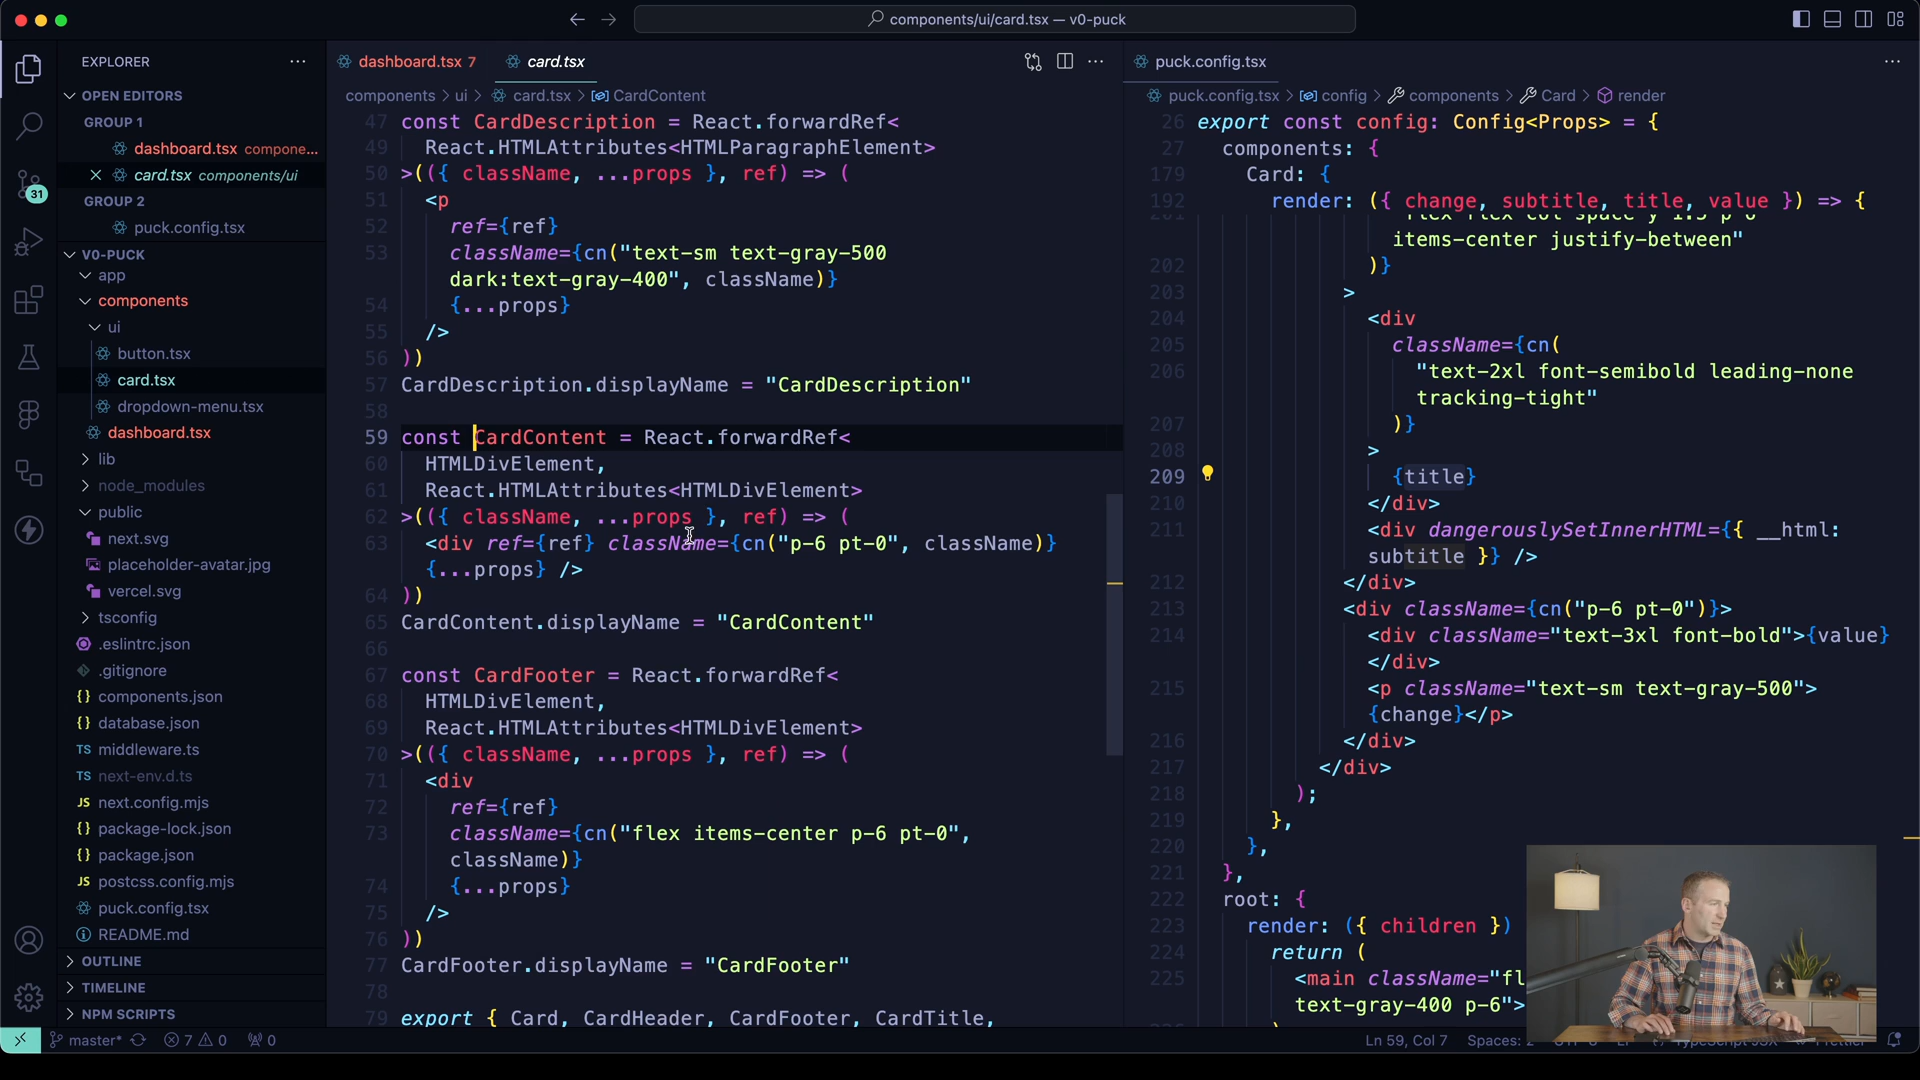 components/ui/card.tsx — v0-puck
EXPLORER
OPEN EDITORS
GROUP 1
dashboard.tsx compone...
card.tsx components/ui
GROUP 2
puck.config.tsx
31
V0-PUCK
app
components
ui
button.tsx
card.tsx
dropdown-menu.tsx
dashboard.tsx
lib
node_modules
public
next.svg
placeholder-avatar.jpg
vercel.svg
tsconfig
.eslintrc.json
.gitignore
{} components.json
{} database.json
TS middleware.ts
TS next-env.d.ts
JS next.config.mjs
{} package-lock.json
{} package.json
JS postcss.config.mjs
puck.config.tsx
README.md
OUTLINE
TIMELINE
NPM SCRIPTS
dashboard.tsx 7
card.tsx
components > ui > card.tsx > CardContent
47 const CardDescription = React.forwardRef<
49 React.HTMLAttributes<HTMLParagraphElement>
50 >(({ className, ...props }, ref) => (
51 <p
52 ref={ref}
53 className={cn("text-sm text-gray-500
dark:text-gray-400", className)}
54 {...props}
55 />
56 ))
57 CardDescription.displayName = "CardDescription"
58
59 const CardContent = React.forwardRef<
60 HTMLDivElement,
61 React.HTMLAttributes<HTMLDivElement>
62 >(({ className, ...props }, ref) => (
63 <div ref={ref} className={cn("p-6 pt-0", className)}
{...props} />
64 ))
65 CardContent.displayName = "CardContent"
66
67 const CardFooter = React.forwardRef<
68 HTMLDivElement,
69 React.HTMLAttributes<HTMLDivElement>
70 >(({ className, ...props }, ref) => (
71 <div
72 ref={ref}
73 className={cn("flex items-center p-6 pt-0",
className)}
74 {...props}
75 />
76 ))
77 CardFooter.displayName = "CardFooter"
78
79 export { Card, CardHeader, CardFooter, CardTitle,
puck.config.tsx
puck.config.tsx > config > components > Card > render
26 export const config: Config<Props> = {
27 components: {
179 Card: {
192 render: ({ change, subtitle, title, value }) => {
items-center justify-between"
202 )}
203 >
204 <div
205 className={cn(
206 "text-2xl font-semibold leading-none
tracking-tight"
207 )}
208 >
209 {title}
210 </div>
211 <div dangerouslySetInnerHTML={{ __html:
subtitle }} />
212 </div>
213 <div className={cn("p-6 pt-0")}>
214 <div className="text-3xl font-bold">{value}
</div>
215 <p className="text-sm text-gray-500">
{change}</p>
216 </div>
217 </div>
218 );
219 },
220 },
221 },
222 root: {
223 render: ({ children })
224 return (
225 <main className="fl
text-gray-400 p-6">
master*
7
0
0
Ln 59, Col 7
Spaces: